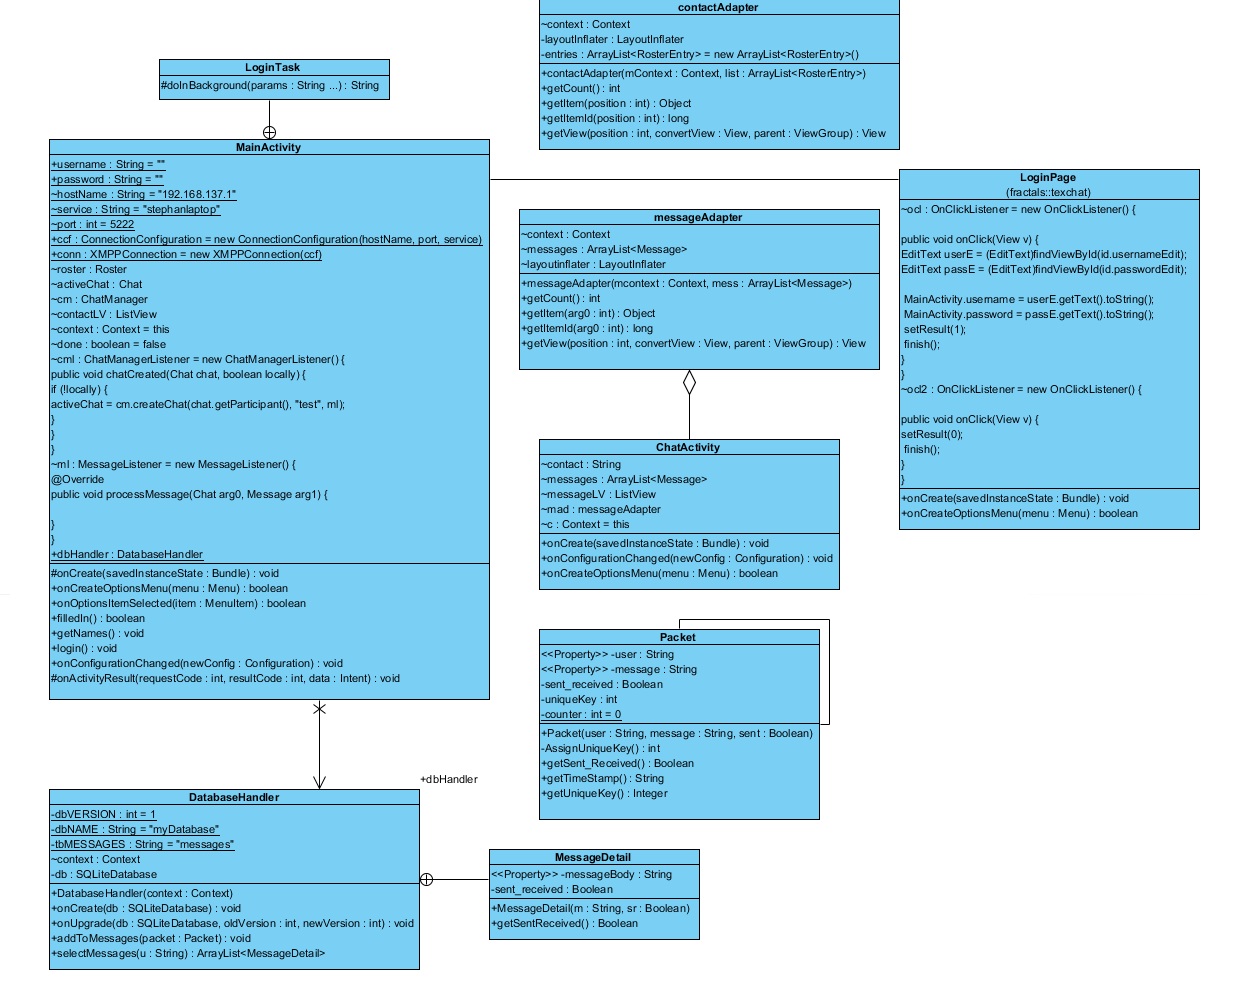 contactAdapter
~context : Context
-layoutInflater : LayoutInflater
-entries : ArrayList<RosterEntry> = new ArrayList<RosterEntry>()
+contactAdapter(mContext : Context, list : ArrayList<RosterEntry>)
+getCount() : int
+getItem(position : int) : Object
+getItemId(position : int) : long
+getView(position : int, convertView : View, parent : ViewGroup) : View
LoginTask
#doInBackground(params : String ...) : String
MainActivity
+username : String = ""
+password : String = ""
~hostName : String = "192.168.137.1"
~service : String = "stephanlaptop"
~port : int = 5222
+ccf : ConnectionConfiguration = new ConnectionConfiguration(hostName, port, service)
+conn : XMPPConnection = new XMPPConnection(ccf)
~roster : Roster
~activeChat : Chat
~cm : ChatManager
~contactLV : ListView
~context : Context = this
~done : boolean = false
~cml : ChatManagerListener = new ChatManagerListener() {
public void chatCreated(Chat chat, boolean locally) {
if (!locally) {
activeChat = cm.createChat(chat.getParticipant(), "test", ml);
}
}
}
~ml : MessageListener = new MessageListener() {
@Override
public void processMessage(Chat arg0, Message arg1) {
}
}
+dbHandler : DatabaseHandler
#onCreate(savedInstanceState : Bundle) : void
+onCreateOptionsMenu(menu : Menu) : boolean
+onOptionsItemSelected(item : MenuItem) : boolean
+filledIn() : boolean
+getNames() : void
+login() : void
+onConfigurationChanged(newConfig : Configuration) : void
#onActivityResult(requestCode : int, resultCode : int, data : Intent) : void
LoginPage
(fractals::texchat)
~ocl : OnClickListener = new OnClickListener() {
public void onClick(View v) {
EditText userE = (EditText)findViewById(id.usernameEdit);
EditText passE = (EditText)findViewById(id.passwordEdit);
MainActivity.username = userE.getText().toString();
MainActivity.password = passE.getText().toString();
setResult(1);
finish();
}
}
~ocl2 : OnClickListener = new OnClickListener() {
public void onClick(View v) {
setResult(0);
finish();
}
}
+onCreate(savedInstanceState : Bundle) : void
+onCreateOptionsMenu(menu : Menu) : boolean
messageAdapter
~context : Context
~messages : ArrayList<Message>
~layoutinflater : LayoutInflater
+messageAdapter(mcontext : Context, mess : ArrayList<Message>)
+getCount() : int
+getItem(arg0 : int) : Object
+getItemId(arg0 : int) : long
+getView(position : int, convertView : View, parent : ViewGroup) : View
ChatActivity
~contact : String
~messages : ArrayList<Message>
~messageLV : ListView
~mad : messageAdapter
~c : Context = this
+onCreate(savedInstanceState : Bundle) : void
+onConfigurationChanged(newConfig : Configuration) : void
+onCreateOptionsMenu(menu : Menu) : boolean
Packet
<<Property>> -user : String
<<Property>> -message : String
-sent_received : Boolean
-uniqueKey : int
-counter : int = 0
+Packet(user : String, message : String, sent : Boolean)
-AssignUniqueKey() : int
+getSent_Received() : Boolean
+getTimeStamp() : String
+getUniqueKey() : Integer
+dbHandler
DatabaseHandler
-dbVERSION : int = 1
-dbNAME : String = "myDatabase"
-tbMESSAGES : String = "messages"
~context : Context
-db : SQLiteDatabase
+DatabaseHandler(context : Context)
+onCreate(db : SQLiteDatabase) : void
+onUpgrade(db : SQLiteDatabase, oldVersion : int, newVersion : int) : void
+addToMessages(packet : Packet) : void
+selectMessages(u : String) : ArrayList<MessageDetail>
MessageDetail
<<Property>> -messageBody : String
-sent_received : Boolean
+MessageDetail(m : String, sr : Boolean)
+getSentReceived() : Boolean